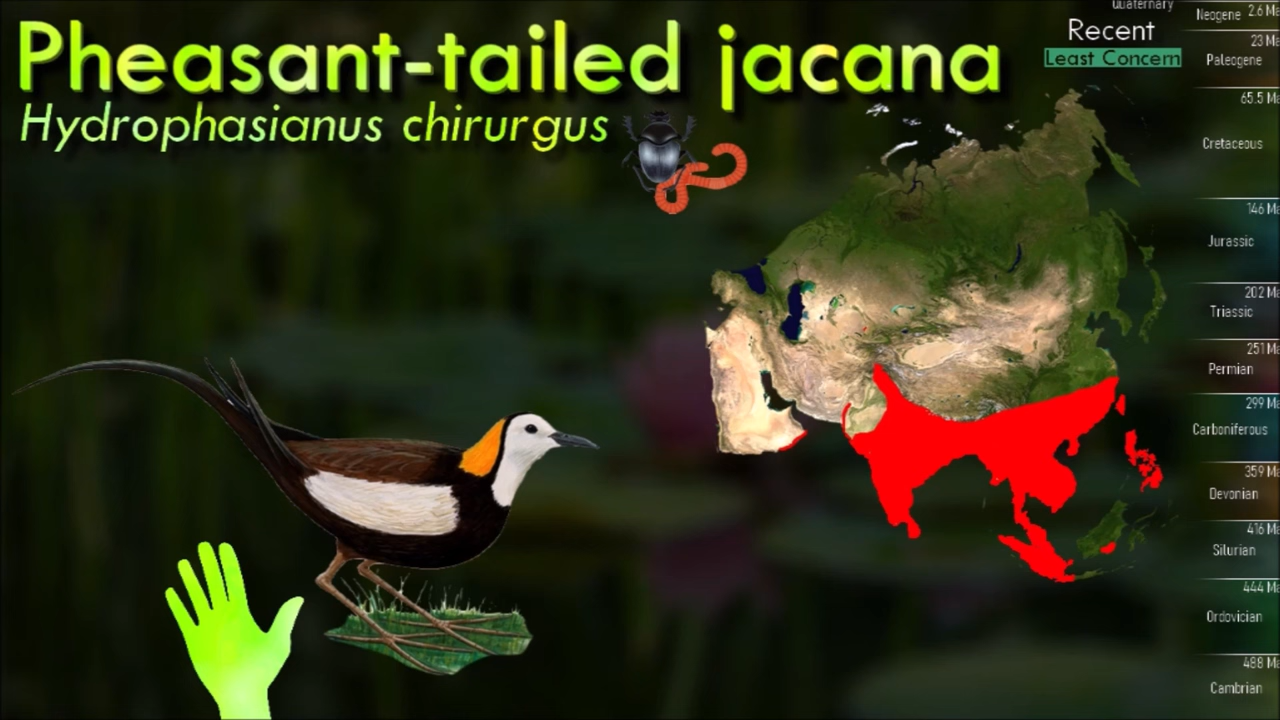 Pheasant-tailed jacana
Hydrophasianus chirurgus
Recent
Least Concern
Quaternary
2.6 Ma
Neogene
23 Ma
Paleogene
65.5 Ma
Cretaceous
146 Ma
Jurassic
202 Ma
Triassic
251 Ma
Permian
299 Ma
Carboniferous
359 Ma
Devonian
416 Ma
Silurian
444 Ma
Ordovician
488 Ma
Cambrian